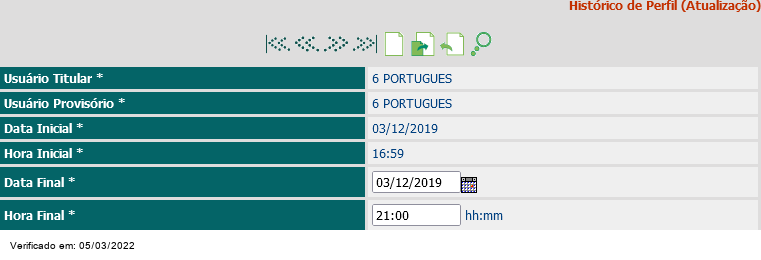 Histórico de Perfil (Atualização)
Usuário Titular * 6 PORTUGUES
Usuário Provisório * 6 PORTUGUES
Data Inicial * 03/12/2019
Hora Inicial * 16:59
Data Final * 03/12/2019
Hora Final * 21:00 hh:mm
Verificado em: 05/03/2022